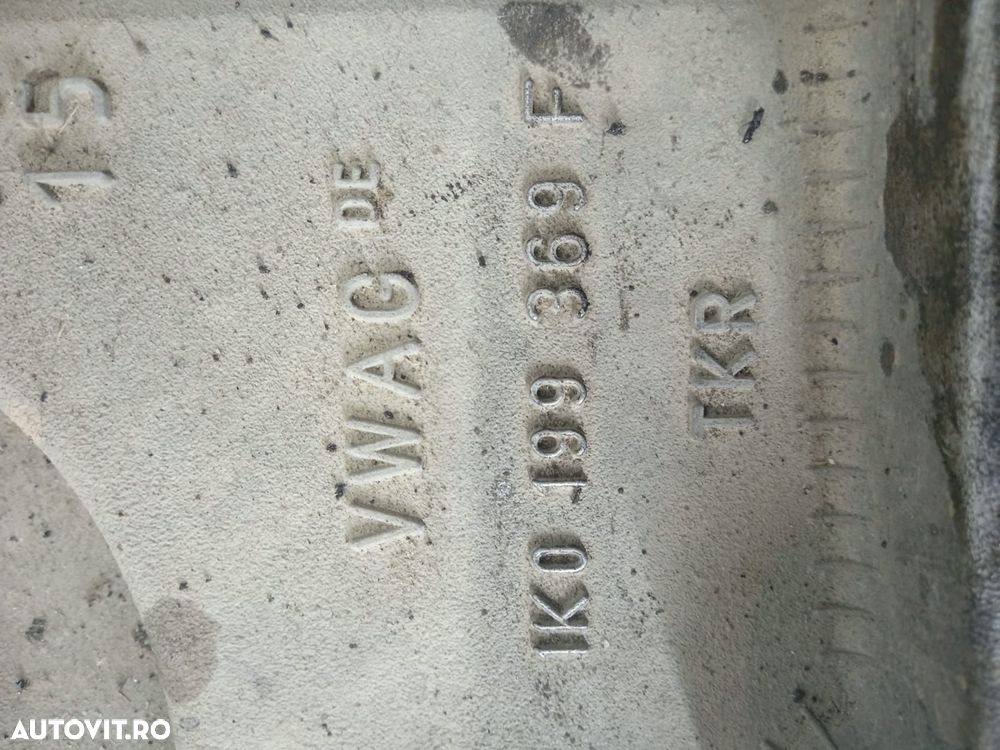 15
VWAG DE
1K0 199 369 F
TKR
AUTOVIT.RO